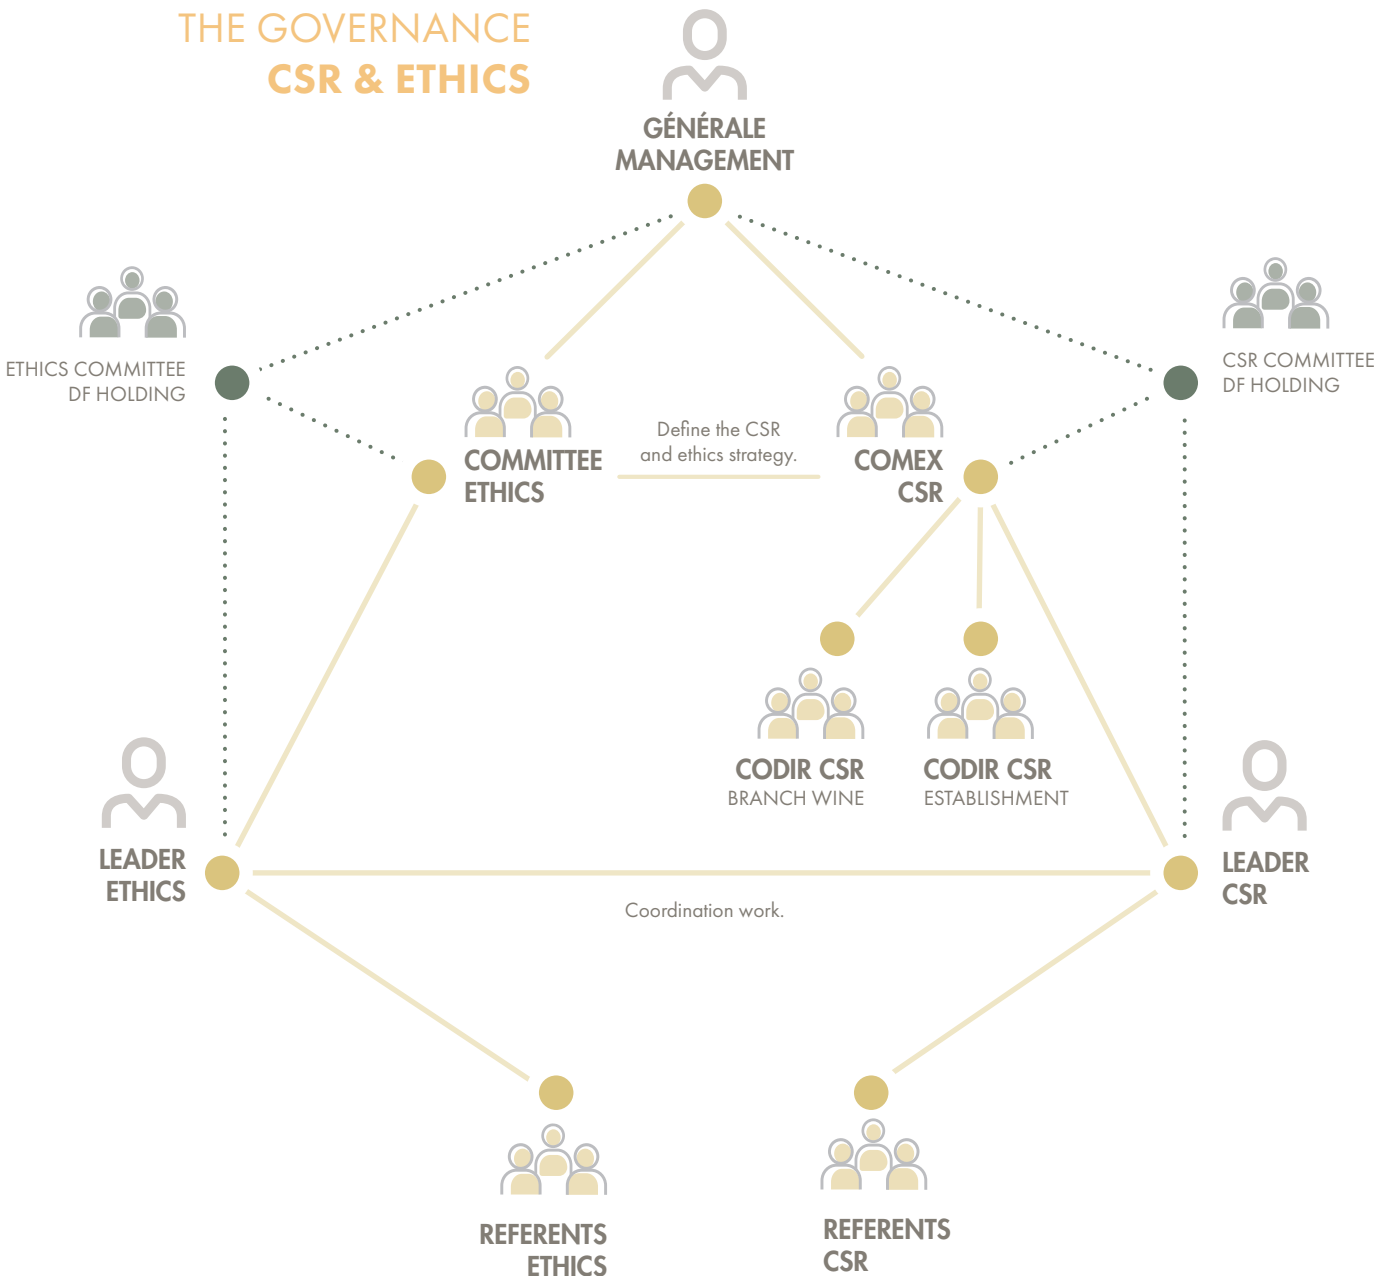 THE GOVERNANCE
CSR & ETHICS
GÉNÉRALE
MANAGEMENT
ETHICS COMMITTEE
DF HOLDING
CSR COMMITTEE
DF HOLDING
COMMITTEE
ETHICS
Define the CSR
and ethics strategy.
COMEX
CSR
CODIR CSR
BRANCH WINE
CODIR CSR
ESTABLISHMENT
LEADER
ETHICS
LEADER
CSR
Coordination work.
REFERENTS
ETHICS
REFERENTS
CSR